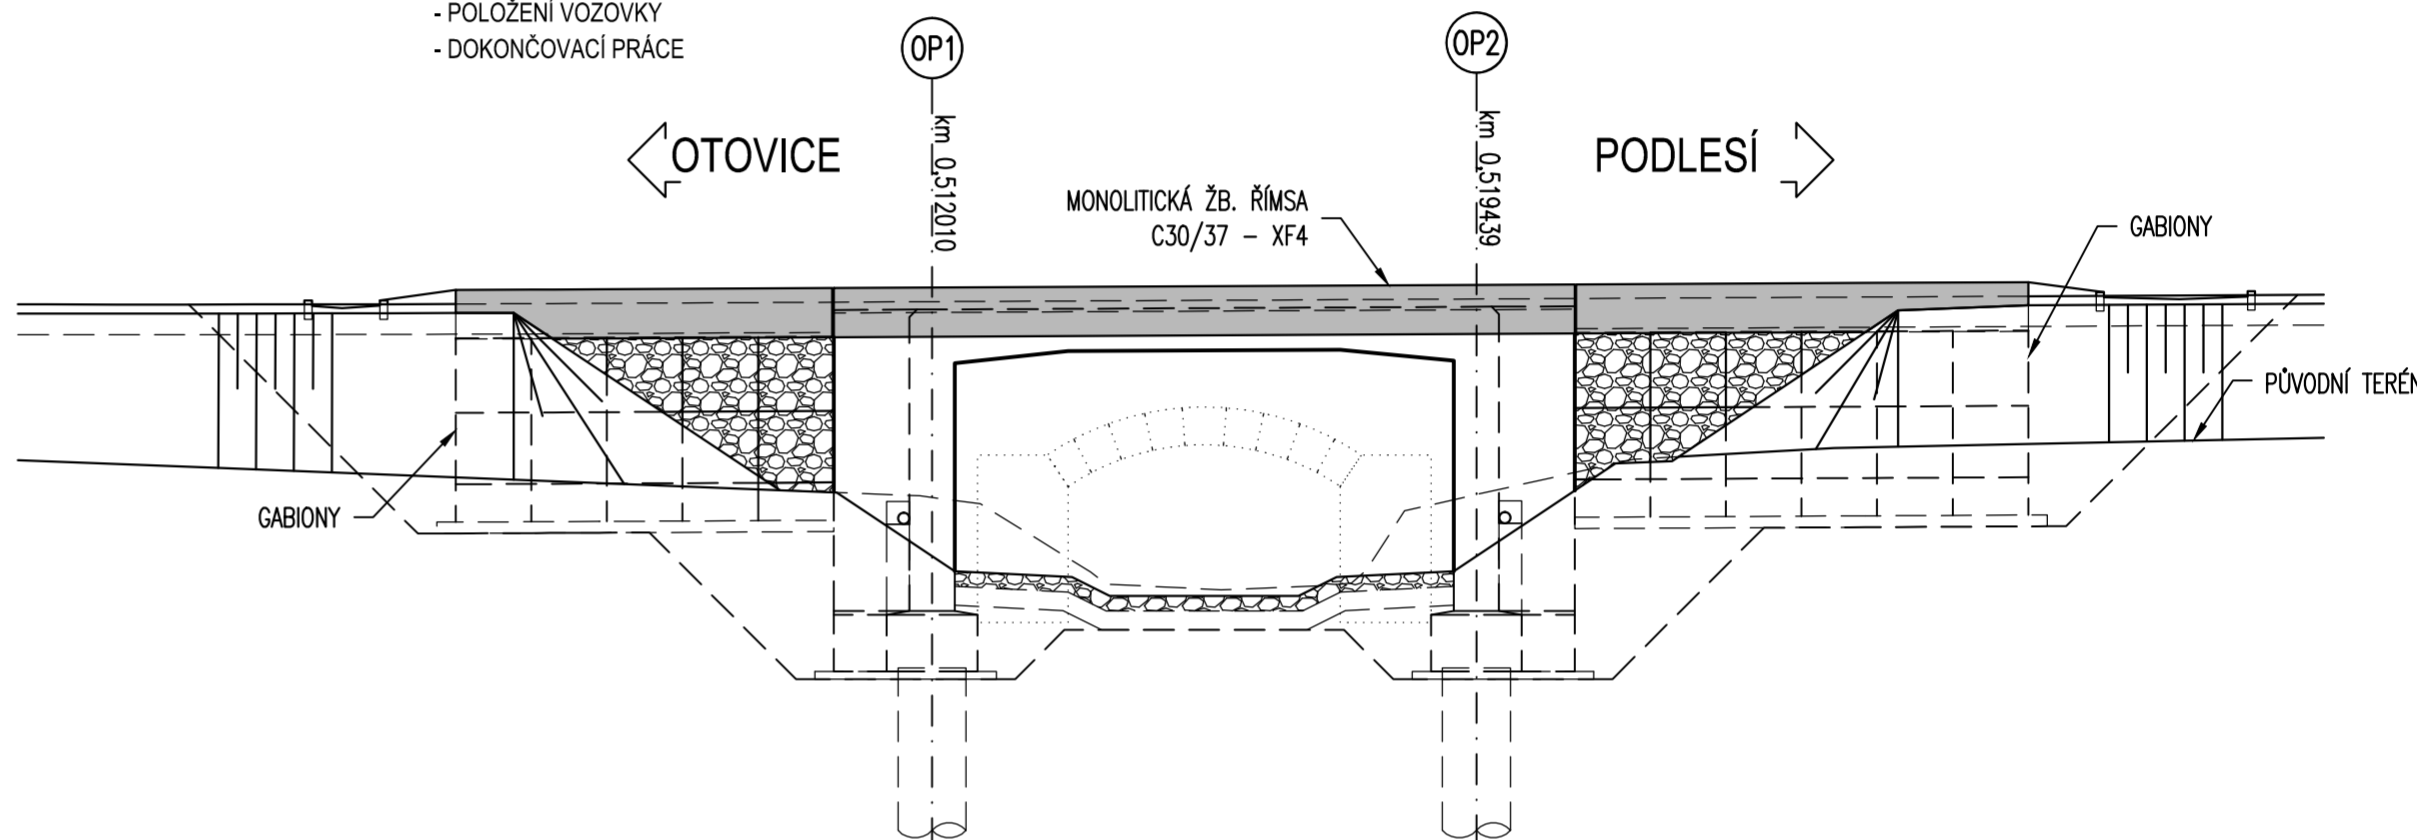 - POLOŽENÍ VOZOVKY
- DOKONČOVACÍ PRÁCE
OP1
OP2
km 0,512010
km 0,519439
OTOVICE
PODLESÍ
MONOLITICKÁ ŽB. ŘÍMSA
C30/37 - XF4
GABIONY
PŮVODNÍ TERÉN
GABIONY